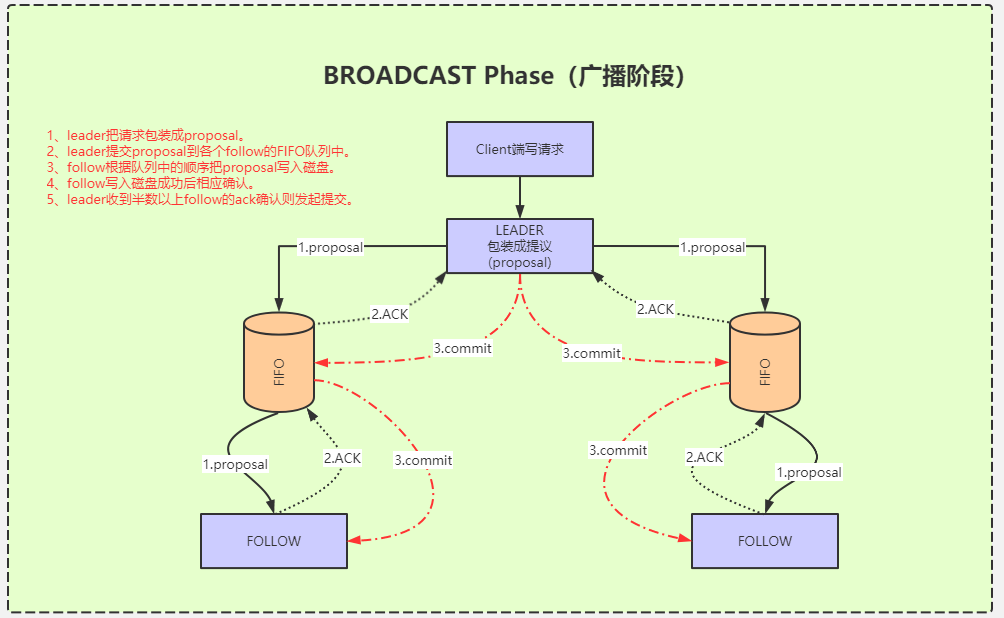 BROADCAST Phase（广播阶段）
1、leader把请求包装成proposal。
2、leader提交proposal到各个follow的FIFO队列中。
3、follow根据队列中的顺序把proposal写入磁盘。
4、follow写入磁盘成功后相应确认。
5、leader收到半数以上follow的ack确认则发起提交。
Client端写请求
LEADER
包装成提议
(proposal)
1.proposal
1.proposal
2.ACK
2.ACK
3.commit
3.commit
FIFO
FIFO
1.proposal
2.ACK
3.commit
3.commit
2.ACK
1.proposal
FOLLOW
FOLLOW